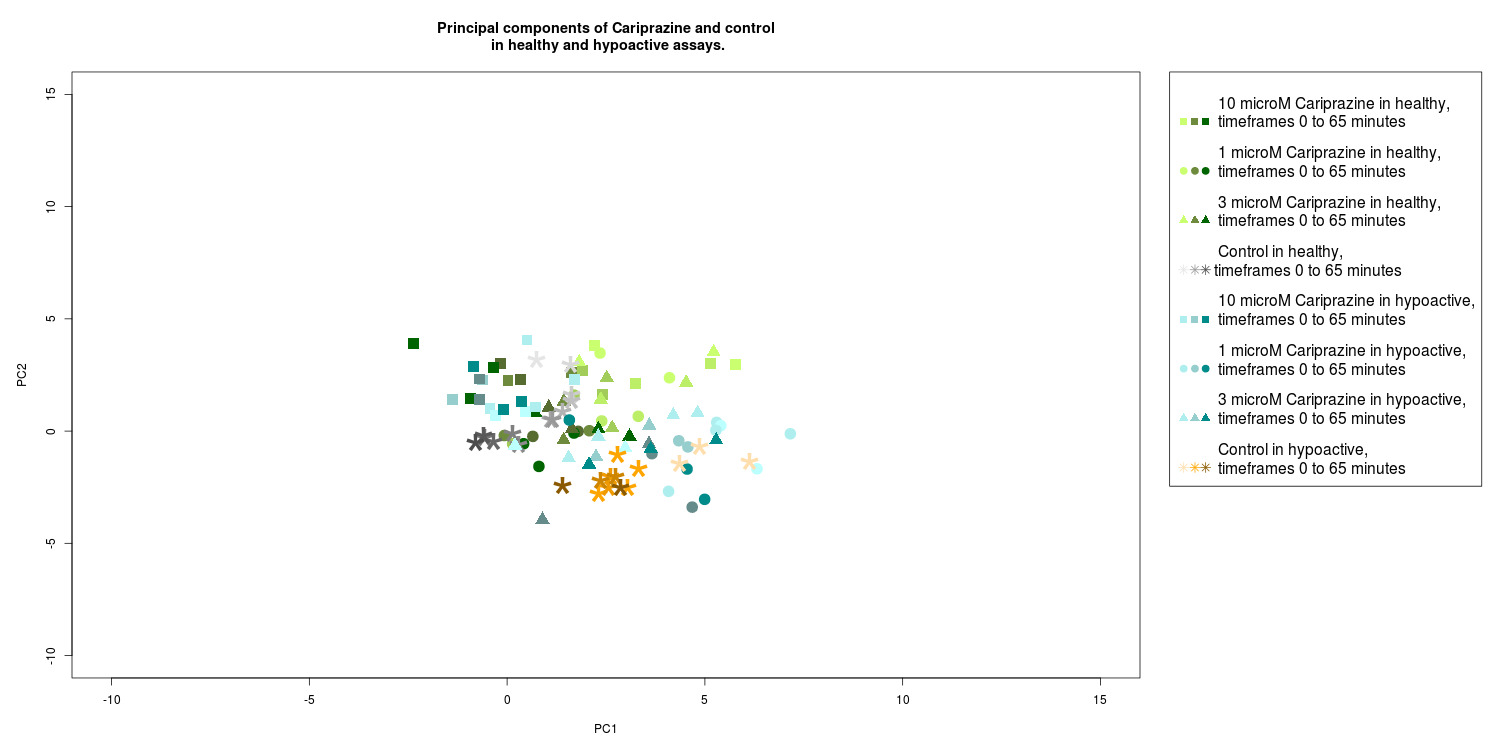 Principal components of Cariprazine and control
in healthy and hypoactive assays.
PC2
15
10
5
0
-5
-10
-10
-5
0
5
10
15
PC1
10 microM Cariprazine in healthy,
timeframes 0 to 65 minutes
1 microM Cariprazine in healthy,
timeframes 0 to 65 minutes
3 microM Cariprazine in healthy,
timeframes 0 to 65 minutes
Control in healthy,
timeframes 0 to 65 minutes
10 microM Cariprazine in hypoactive,
timeframes 0 to 65 minutes
1 microM Cariprazine in hypoactive,
timeframes 0 to 65 minutes
3 microM Cariprazine in hypoactive,
timeframes 0 to 65 minutes
Control in hypoactive,
timeframes 0 to 65 minutes